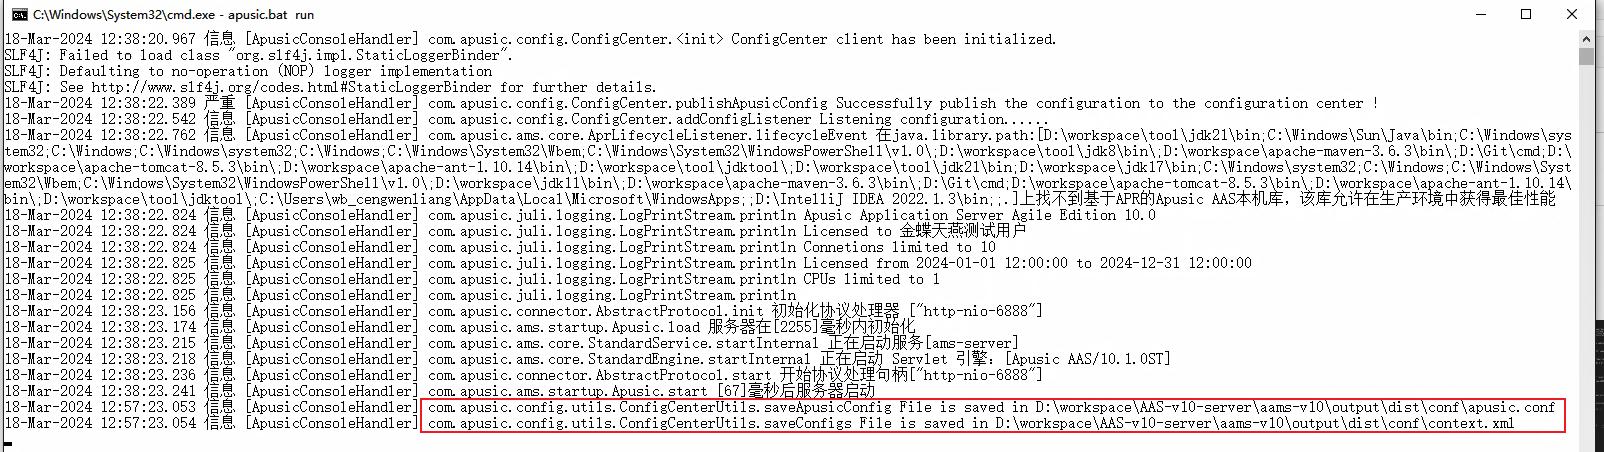 C:\Windows\System32\cmd.exe - apusic.bat  run
18-Mar-2024 12:38:20.967 信息 [ApusicConsoleHandler] com.apusic.config.ConfigCenter.<init> ConfigCenter client has been initialized.
SLF4J: Failed to load class "org.slf4j.impl.StaticLoggerBinder".
SLF4J: Defaulting to no-operation (NOP) logger implementation
SLF4J: See http://www.slf4j.org/codes.html#StaticLoggerBinder for further details.
18-Mar-2024 12:38:22.389 严重 [ApusicConsoleHandler] com.apusic.config.ConfigCenter.publishApusicConfig Successfully publish the configuration to the configuration center !
18-Mar-2024 12:38:22.542 信息 [ApusicConsoleHandler] com.apusic.config.ConfigCenter.addConfigListener Listening configuration......
18-Mar-2024 12:38:22.762 信息 [ApusicConsoleHandler] com.apusic.ams.core.AprLifecycleListener.lifecycleEvent 在java.library.path:[D:\workspace\tool\jdk21\bin;C:\Windows\Sun\Java\bin;C:\Windows\sys
tem32;C:\Windows;C:\Windows\system32;C:\Windows;C:\Windows\System32\Wbem;C:\Windows\System32\WindowsPowerShell\v1.0\;D:\workspace\tool\jdk8\bin\;D:\workspace\apache-maven-3.6.3\bin\;D:\Git\cmd;D:\
workspace\apache-tomcat-8.5.3\bin\;D:\workspace\apache-ant-1.10.14\bin\;D:\workspace\tool\jdktool\;D:\workspace\tool\jdk21\bin;D:\workspace\jdk17\bin;C:\Windows\system32;C:\Windows;C:\Windows\Syst
em32\Wbem;C:\Windows\System32\WindowsPowerShell\v1.0\;D:\workspace\jdk11\bin\;D:\workspace\apache-maven-3.6.3\bin\;D:\Git\cmd;D:\workspace\apache-tomcat-8.5.3\bin\;D:\workspace\apache-ant-1.10.14\
bin\;D:\workspace\tool\jdktool\;C:\Users\wb_cengwenliang\AppData\Local\Microsoft\WindowsApps;;D:\IntelliJ IDEA 2022.1.3\bin;;.]上找不到基于APR的Apusic AAS本机库，该库允许在生产环境中获得最佳性能
18-Mar-2024 12:38:22.824 信息 [ApusicConsoleHandler] com.apusic.juli.logging.LogPrintStream.println Apusic Application Server Agile Edition 10.0
18-Mar-2024 12:38:22.824 信息 [ApusicConsoleHandler] com.apusic.juli.logging.LogPrintStream.println Licensed to 金蝶天燕测试用户
18-Mar-2024 12:38:22.824 信息 [ApusicConsoleHandler] com.apusic.juli.logging.LogPrintStream.println Connetions limited to 10
18-Mar-2024 12:38:22.825 信息 [ApusicConsoleHandler] com.apusic.juli.logging.LogPrintStream.println Licensed from 2024-01-01 12:00:00 to 2024-12-31 12:00:00
18-Mar-2024 12:38:22.825 信息 [ApusicConsoleHandler] com.apusic.juli.logging.LogPrintStream.println CPUs limited to 1
18-Mar-2024 12:38:22.825 信息 [ApusicConsoleHandler] com.apusic.juli.logging.LogPrintStream.println
18-Mar-2024 12:38:23.156 信息 [ApusicConsoleHandler] com.apusic.connector.AbstractProtocol.init 初始化协议处理器 ["http-nio-6888"]
18-Mar-2024 12:38:23.174 信息 [ApusicConsoleHandler] com.apusic.ams.startup.Apusic.load 服务器在[2255]毫秒内初始化
18-Mar-2024 12:38:23.215 信息 [ApusicConsoleHandler] com.apusic.ams.core.StandardService.startInternal 正在启动服务[ams-server]
18-Mar-2024 12:38:23.218 信息 [ApusicConsoleHandler] com.apusic.ams.core.StandardEngine.startInternal 正在启动 Servlet 引擎：[Apusic AAS/10.1.0ST]
18-Mar-2024 12:38:23.236 信息 [ApusicConsoleHandler] com.apusic.connector.AbstractProtocol.start 开始协议处理句柄["http-nio-6888"]
18-Mar-2024 12:38:23.241 信息 [ApusicConsoleHandler] com.apusic.ams.startup.Apusic.start [67]毫秒后服务器启动
18-Mar-2024 12:57:23.053 信息 [ApusicConsoleHandler] com.apusic.config.utils.ConfigCenterUtils.saveApusicConfig File is saved in D:\workspace\AAS-v10-server\aams-v10\output\dist\conf\apusic.conf
18-Mar-2024 12:57:23.054 信息 [ApusicConsoleHandler] com.apusic.config.utils.ConfigCenterUtils.saveConfigs File is saved in D:\workspace\AAS-v10-server\aams-v10\output\dist\conf\context.xml